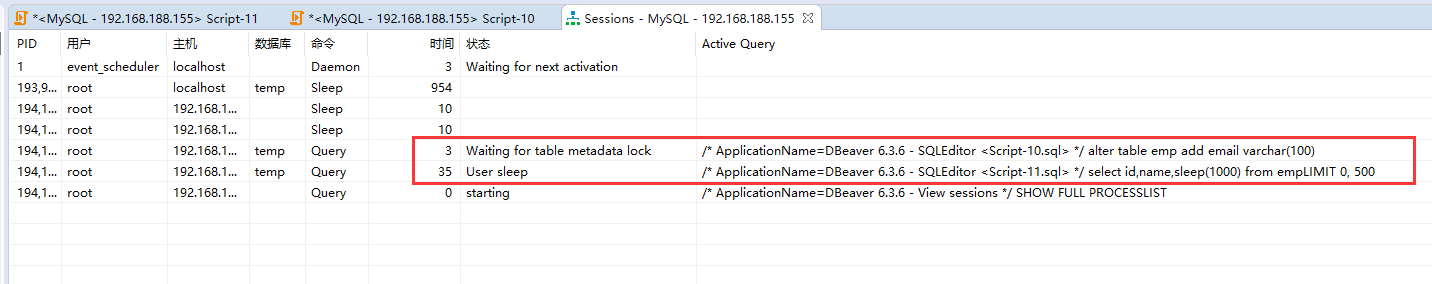 *<MySQL - 192.168.188.155> Script-11 *<MySQL - 192.168.188.155> Script-10 Sessions - MySQL - 192.168.188.155
PID 用户 主机 数据库 命令 时间 状态 Active Query
1 event_scheduler localhost Daemon 3 Waiting for next activation
193,9... root localhost temp Sleep 954
194,1... root 192.168.1... Sleep 10
194,1... root 192.168.1... Sleep 10
194,1... root 192.168.1... temp Query 3 Waiting for table metadata lock /* ApplicationName=DBeaver 6.3.6 - SQLEditor <Script-10.sql> */ alter table emp add email varchar(100)
194,1... root 192.168.1... temp Query 35 User sleep /* ApplicationName=DBeaver 6.3.6 - SQLEditor <Script-11.sql> */ select id,name,sleep(1000) from empLIMIT 0, 500
194,1... root 192.168.1... Query 0 starting /* ApplicationName=DBeaver 6.3.6 - View sessions */ SHOW FULL PROCESSLIST